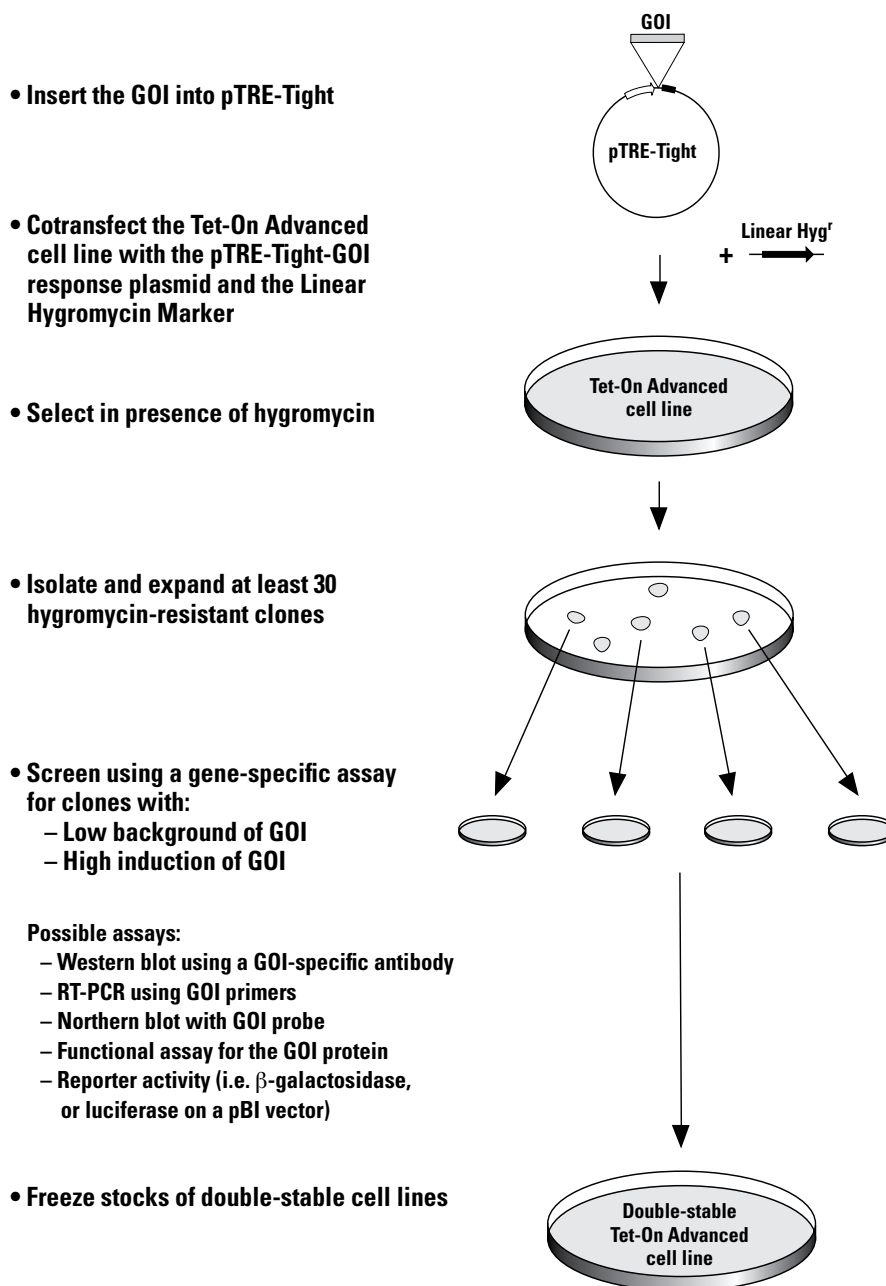 GOI
• Insert the GOI into pTRE-Tight
pTRE-Tight
• Cotransfect the Tet-On Advanced
cell line with the pTRE-Tight-GOI
response plasmid and the Linear
Hygromycin Marker
Linear Hygʳ
+
Tet-On Advanced
cell line
• Select in presence of hygromycin
• Isolate and expand at least 30
hygromycin-resistant clones
• Screen using a gene-specific assay
for clones with:
– Low background of GOI
– High induction of GOI
Possible assays:
– Western blot using a GOI-specific antibody
– RT-PCR using GOI primers
– Northern blot with GOI probe
– Functional assay for the GOI protein
– Reporter activity (i.e. β-galactosidase,
or luciferase on a pBI vector)
• Freeze stocks of double-stable cell lines
Double-stable
Tet-On Advanced
cell line